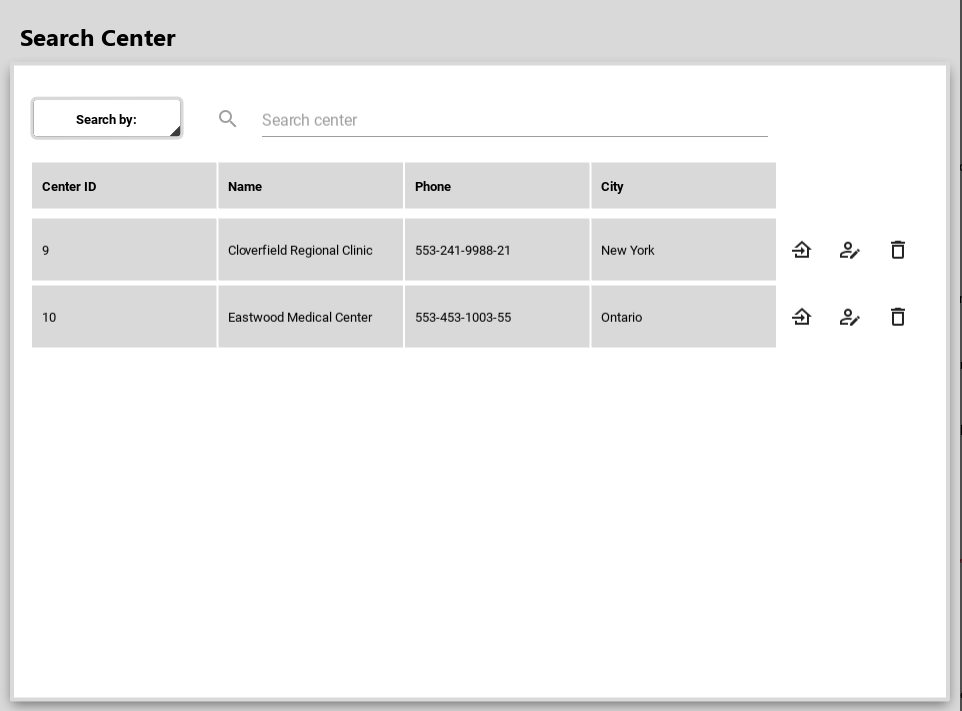 Search Center
Search by:
Search center
Center ID Name Phone City
9 Cloverfield Regional Clinic 553-241-9988-21 New York
10 Eastwood Medical Center 553-453-1003-55 Ontario